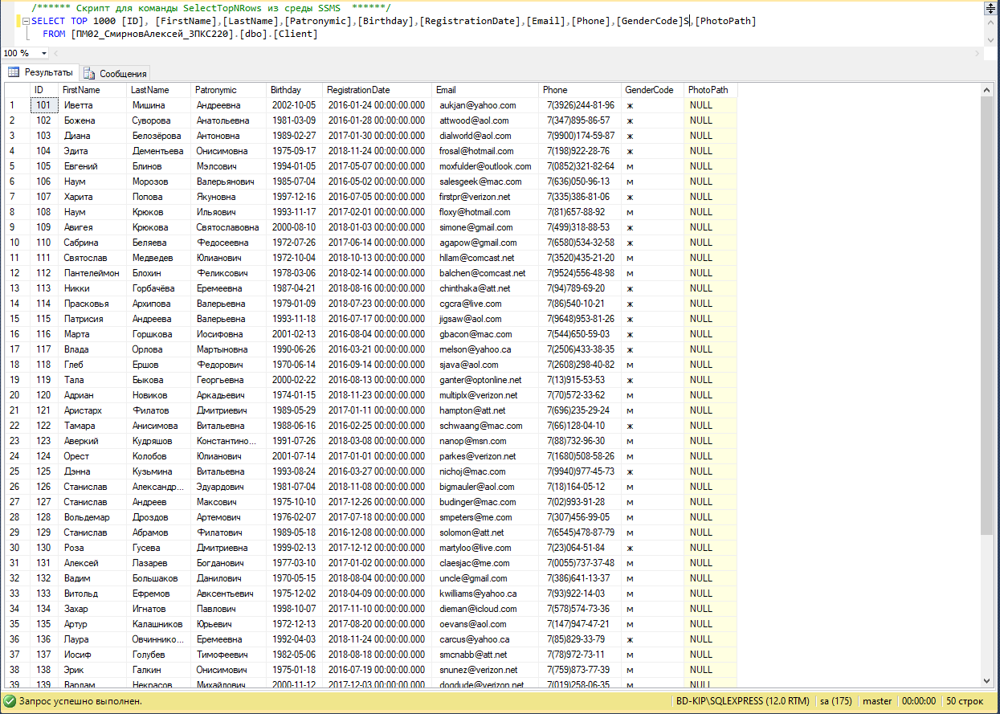 /****** Скрипт для команды SelectTopNRows из среды SSMS ******/
SELECT TOP 1000 [ID], [FirstName],[LastName],[Patronymic],[Birthday],[RegistrationDate],[Email],[Phone],[GenderCode]S,[PhotoPath]
FROM [ПМ02_СмирновАлексей_3ПКС220].[dbo].[Client]
100 %
Результаты Сообщения
ID FirstName LastName Patronymic Birthday RegistrationDate Email Phone GenderCode PhotoPath
1 101 Иветта Мишина Андреевна 2002-10-05 2016-01-24 00:00:00.000 aukjan@yahoo.com 7(3926)244-81-96 ж NULL
2 102 Божена Суворова Анатольевна 1981-03-09 2016-01-28 00:00:00.000 attwood@aol.com 7(347)895-86-57 ж NULL
3 103 Диана Белозёрова Антоновна 1989-02-27 2017-01-30 00:00:00.000 dialworld@aol.com 7(9900)174-59-87 ж NULL
4 104 Эдита Дементьева Онисимовна 1975-09-17 2018-11-24 00:00:00.000 frosal@hotmail.com 7(198)922-28-76 ж NULL
5 105 Евгений Блинов Мэлсович 1994-01-05 2017-05-07 00:00:00.000 moxfulder@outlook.com 7(0852)321-82-64 м NULL
6 106 Наум Морозов Валерьянович 1985-07-04 2016-05-02 00:00:00.000 salesgeek@mac.com 7(636)050-96-13 м NULL
7 107 Харита Попова Якуновна 1997-12-16 2016-07-05 00:00:00.000 firstpr@verizon.net 7(335)386-81-06 ж NULL
8 108 Наум Крюков Ильяович 1993-11-17 2017-02-01 00:00:00.000 floxy@hotmail.com 7(81)657-88-92 м NULL
9 109 Авигея Крюкова Святославовна 2000-08-10 2018-01-03 00:00:00.000 simone@gmail.com 7(499)318-88-53 ж NULL
10 110 Сабрина Беляева Федосеевна 1972-07-26 2017-06-14 00:00:00.000 agapow@gmail.com 7(6580)534-32-58 ж NULL
11 111 Святослав Медведев Юлианович 1972-10-04 2018-10-13 00:00:00.000 hllam@comcast.net 7(3520)435-21-20 м NULL
12 112 Пантелеймон Блохин Феликсович 1978-03-06 2018-02-14 00:00:00.000 balchen@comcast.net 7(9524)556-48-98 м NULL
13 113 Никки Горбачёва Еремеевна 1987-04-21 2018-08-16 00:00:00.000 chinthaka@att.net 7(94)789-69-20 ж NULL
14 114 Прасковья Архипова Валерьевна 1979-01-09 2018-07-23 00:00:00.000 cgcra@live.com 7(86)540-10-21 ж NULL
15 115 Патрисия Андреева Валерьевна 1993-11-18 2016-07-17 00:00:00.000 jigsaw@aol.com 7(9648)953-81-26 ж NULL
16 116 Марта Горшкова Иосифовна 2001-02-13 2016-08-04 00:00:00.000 gbacon@mac.com 7(544)650-59-03 ж NULL
17 117 Влада Орлова Мартыновна 1990-06-26 2016-03-21 00:00:00.000 melson@yahoo.ca 7(2506)433-38-35 ж NULL
18 118 Глеб Ершов Федорович 1970-06-14 2016-09-14 00:00:00.000 sjava@aol.com 7(2608)298-40-82 м NULL
19 119 Тала Быкова Георгьевна 2000-02-22 2016-08-13 00:00:00.000 ganter@optonline.net 7(13)915-53-53 ж NULL
20 120 Адриан Новиков Аркадьевич 1974-01-15 2018-11-23 00:00:00.000 multiplx@verizon.net 7(70)572-33-62 м NULL
21 121 Аристарх Филатов Дмитриевич 1989-05-29 2017-01-11 00:00:00.000 hampton@att.net 7(696)235-29-24 м NULL
22 122 Тамара Анисимова Витальевна 1988-06-16 2016-02-25 00:00:00.000 schwaang@mac.com 7(66)128-04-10 ж NULL
23 123 Аверкий Кудряшов Константино... 1991-07-26 2018-03-08 00:00:00.000 nanop@msn.com 7(88)732-96-30 м NULL
24 124 Орест Колобов Юлианович 2001-07-14 2017-01-01 00:00:00.000 parkes@verizon.net 7(1680)508-58-26 м NULL
25 125 Дэнна Кузьмина Витальевна 1993-08-24 2016-03-27 00:00:00.000 nichoj@mac.com 7(9940)977-45-73 ж NULL
26 126 Станислав Александр... Эдуардович 1981-07-04 2018-11-08 00:00:00.000 bigmauler@aol.com 7(18)164-05-12 м NULL
27 127 Станислав Андреев Максович 1975-10-10 2017-12-26 00:00:00.000 budinger@mac.com 7(02)993-91-28 м NULL
28 128 Вольдемар Дроздов Артемович 1976-02-07 2017-07-18 00:00:00.000 smpeters@me.com 7(307)456-99-05 м NULL
29 129 Станислав Абрамов Филатович 1989-05-18 2016-12-08 00:00:00.000 solomon@att.net 7(6545)478-87-79 м NULL
30 130 Роза Гусева Дмитриевна 1999-02-13 2017-12-12 00:00:00.000 martyloo@live.com 7(23)064-51-84 ж NULL
31 131 Алексей Лазарев Богданович 1977-03-10 2017-01-02 00:00:00.000 claesjac@me.com 7(0055)737-37-48 м NULL
32 132 Вадим Большаков Данилович 1970-05-15 2018-08-04 00:00:00.000 uncle@gmail.com 7(386)641-13-37 м NULL
33 133 Витольд Ефремов Авксентьевич 1975-12-02 2018-04-09 00:00:00.000 kwilliams@yahoo.ca 7(93)922-14-03 м NULL
34 134 Захар Игнатов Павлович 1998-10-07 2017-11-10 00:00:00.000 dieman@icloud.com 7(578)574-73-36 м NULL
35 135 Артур Калашников Юрьевич 1972-12-13 2017-08-20 00:00:00.000 oevans@aol.com 7(147)947-47-21 м NULL
36 136 Лаура Овчиннико... Еремеевна 1992-04-03 2018-11-24 00:00:00.000 carcus@yahoo.ca 7(85)829-33-79 ж NULL
37 137 Иосиф Голубев Тимофеевич 1982-05-06 2018-08-18 00:00:00.000 smcnabb@att.net 7(78)972-73-11 м NULL
38 138 Эрик Галкин Онисимович 1975-01-18 2016-07-19 00:00:00.000 snunez@verizon.net 7(759)873-77-39 м NULL
39 139 Варлам Некрасов Михайлович 2000-11-12 2017-12-03 00:00:00.000 dogdude@verizon.net 7(019)258-06-35 м NULL
Запрос успешно выполнен. BD-KIP\SQLEXPRESS (12.0 RTM) sa (175) master 00:00:00 50 строк